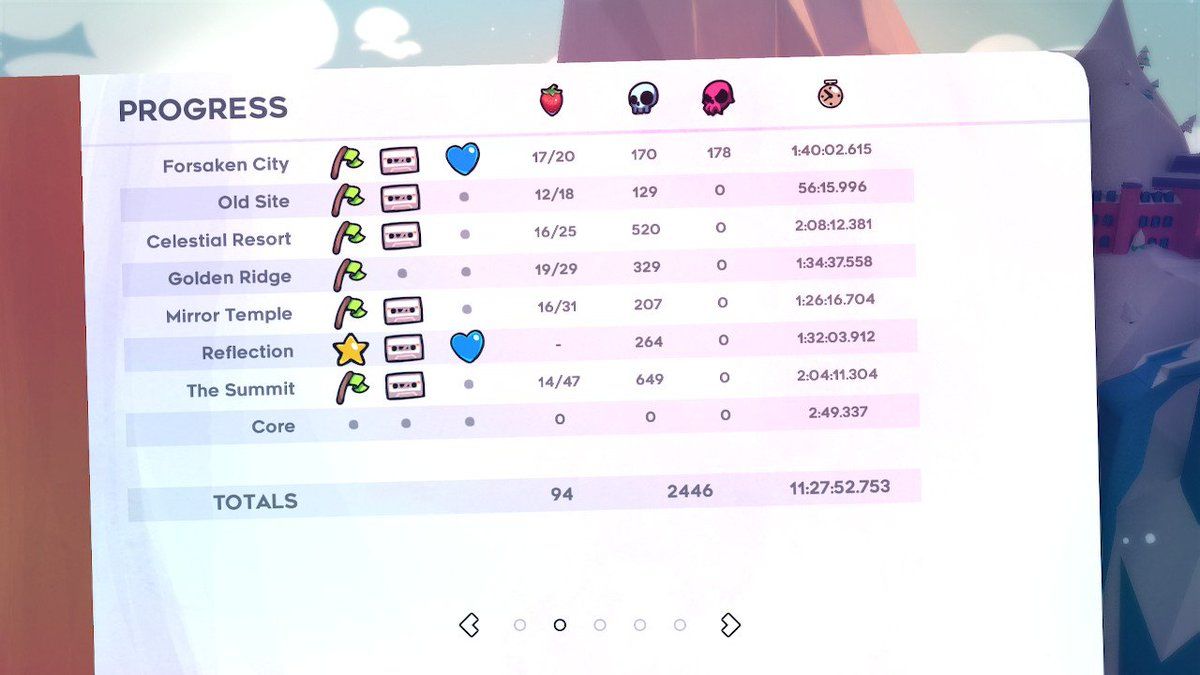 PROGRESS
Forsaken City 17/20 170 178 1:40:02.615
Old Site 12/18 129 0 56:15.996
Celestial Resort 16/25 520 0 2:08:12.381
Golden Ridge 19/29 329 0 1:34:37.558
Mirror Temple 16/31 207 0 1:26:16.704
Reflection - 264 0 1:32:03.912
The Summit 14/47 649 0 2:04:11.304
Core 0 0 0 2:49.337
TOTALS 94 2446 11:27:52.753